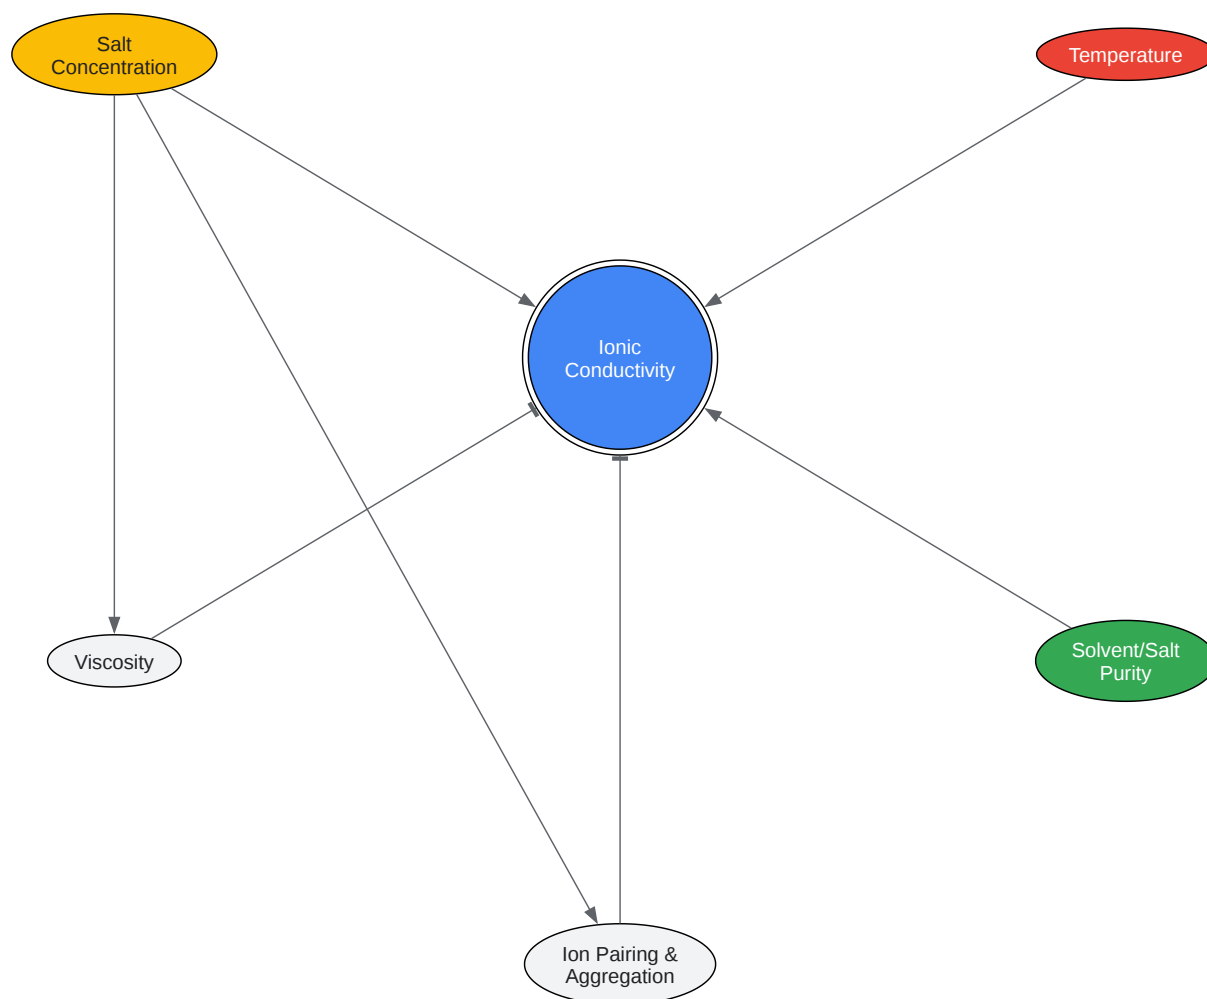 Salt
Concentration
Temperature
Ionic
Conductivity
Viscosity
Solvent/Salt
Purity
Ion Pairing &
Aggregation